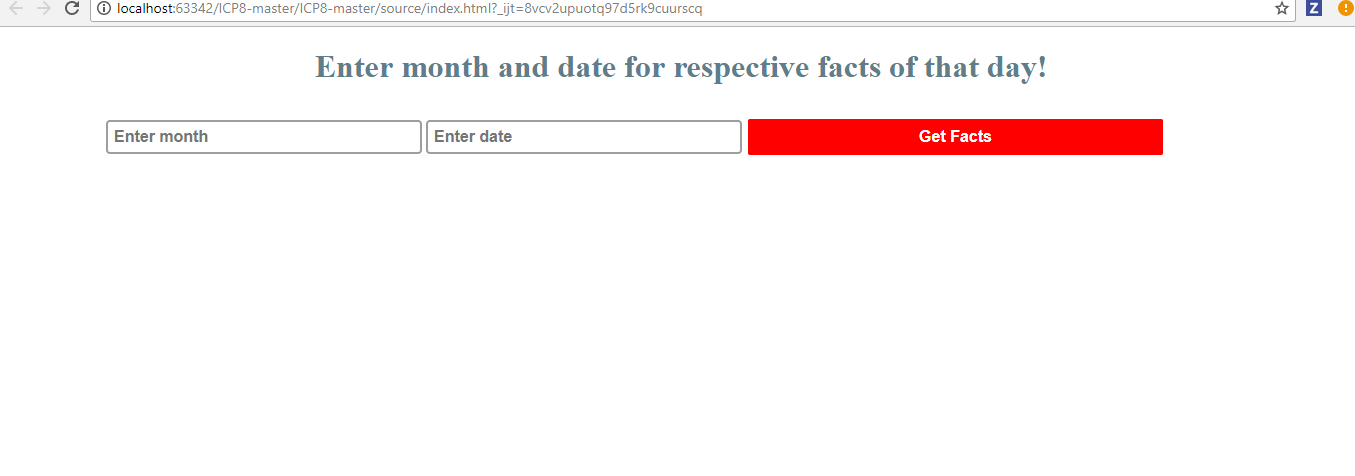 localhost:63342/ICP8-master/ICP8-master/source/index.html?_ijt=8vcv2upuotq97d5rk9cuurscq
Z
Enter month and date for respective facts of that day!
Enter month Enter date Get Facts